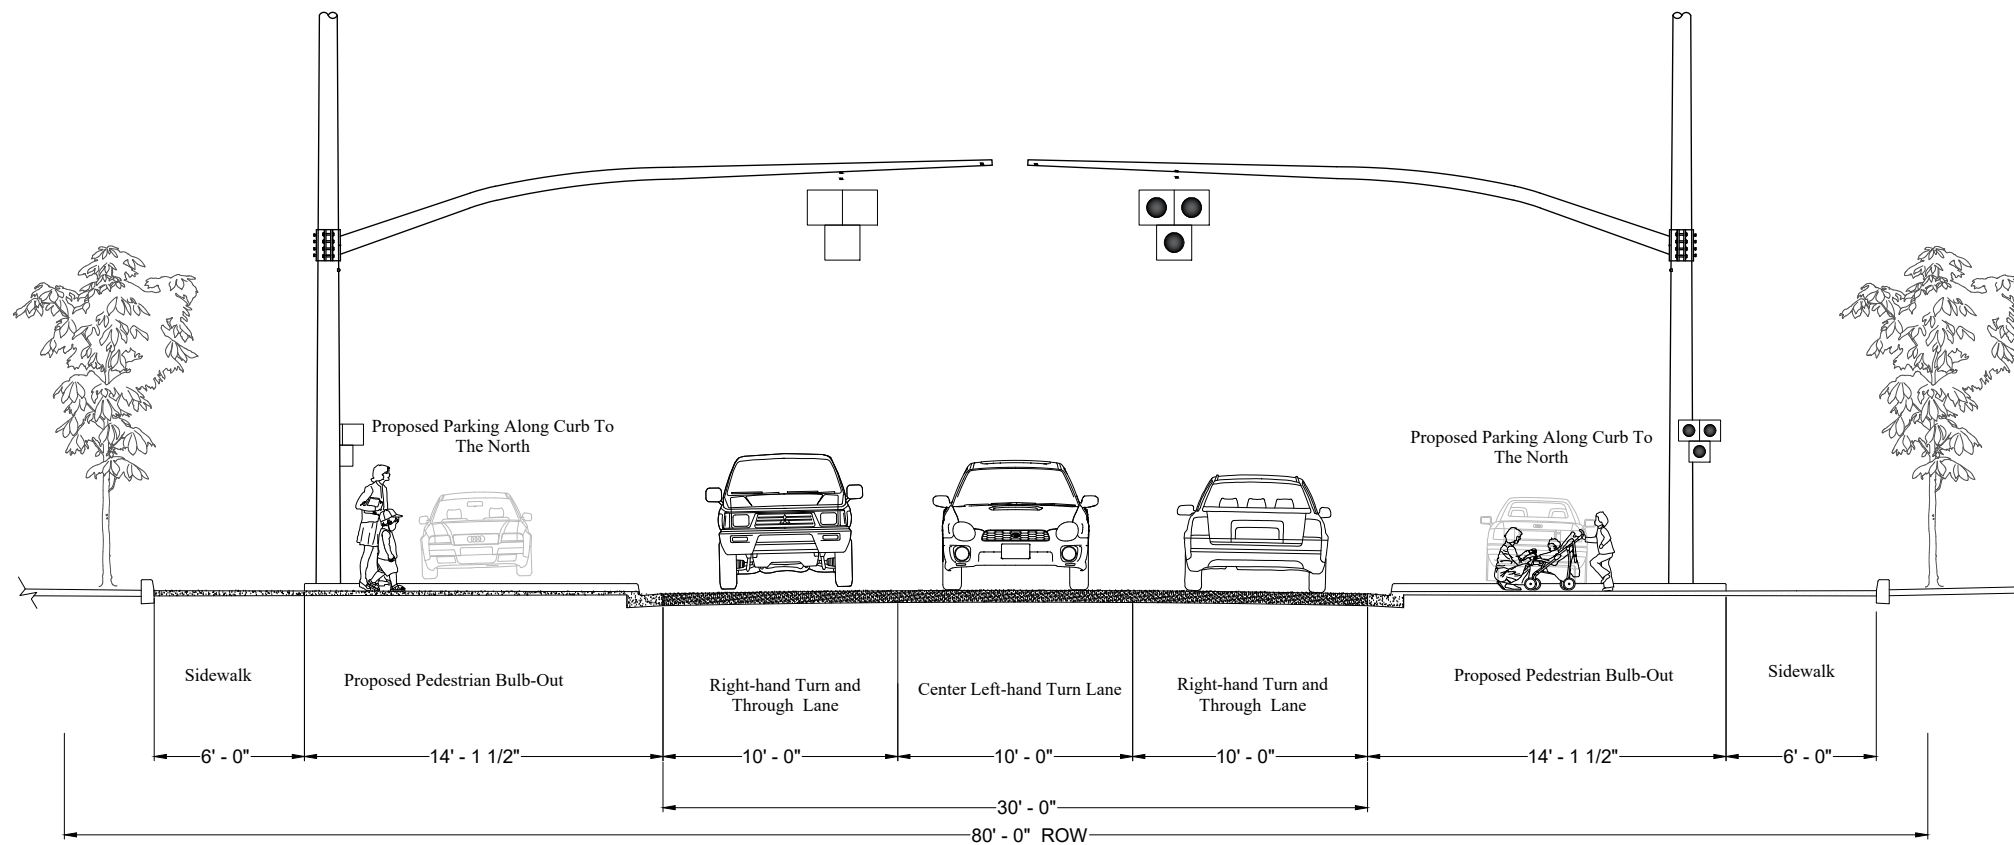 Proposed Parking Along Curb To
The North
Proposed Parking Along Curb To
The North
Sidewalk
Proposed Pedestrian Bulb-Out
Right-hand Turn and
Through Lane
Center Left-hand Turn Lane
Right-hand Turn and
Through Lane
Proposed Pedestrian Bulb-Out
Sidewalk
6' - 0"
14' - 1 1/2"
10' - 0"
10' - 0"
10' - 0"
14' - 1 1/2"
6' - 0"
30' - 0"
80' - 0" ROW